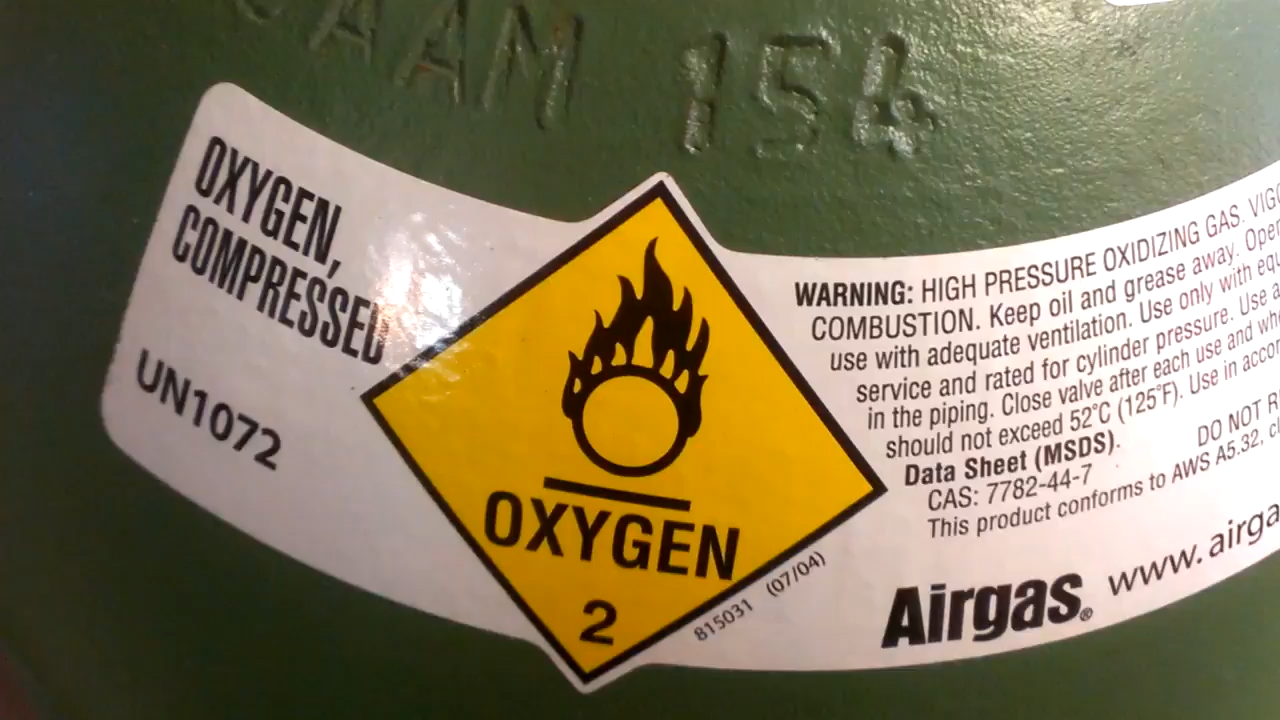 AAM 154
OXYGEN,
COMPRESSED
UN1072
OXYGEN
2
815031 (07/04)
WARNING: HIGH PRESSURE OXIDIZING GAS.
COMBUSTION. Keep oil and grease away.
use with adequate ventilation. Use only with
service and rated for cylinder pressure. Use
in the piping. Close valve after each use and
should not exceed 52°C (125°F). Use in
Data Sheet (MSDS).
DO NOT
CAS: 7782-44-7
This product conforms to AWS A5.32,
Airgas® www.airga